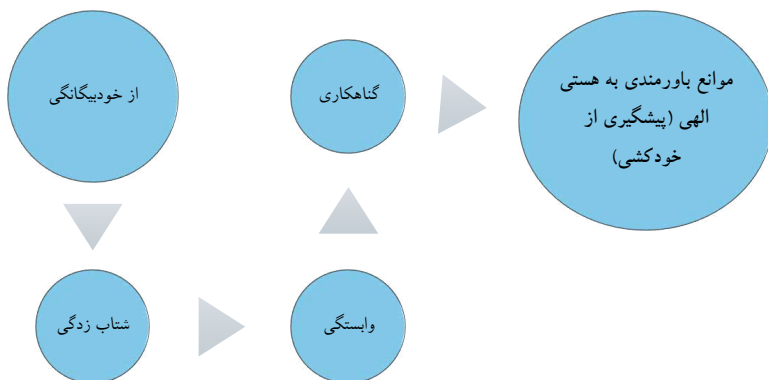 از خودبیگانگی
شتاب زدگی
وابستگی
گناهکاری
موانع باورمندی به هستی
الهی (پیشگیری از
خودکشی)